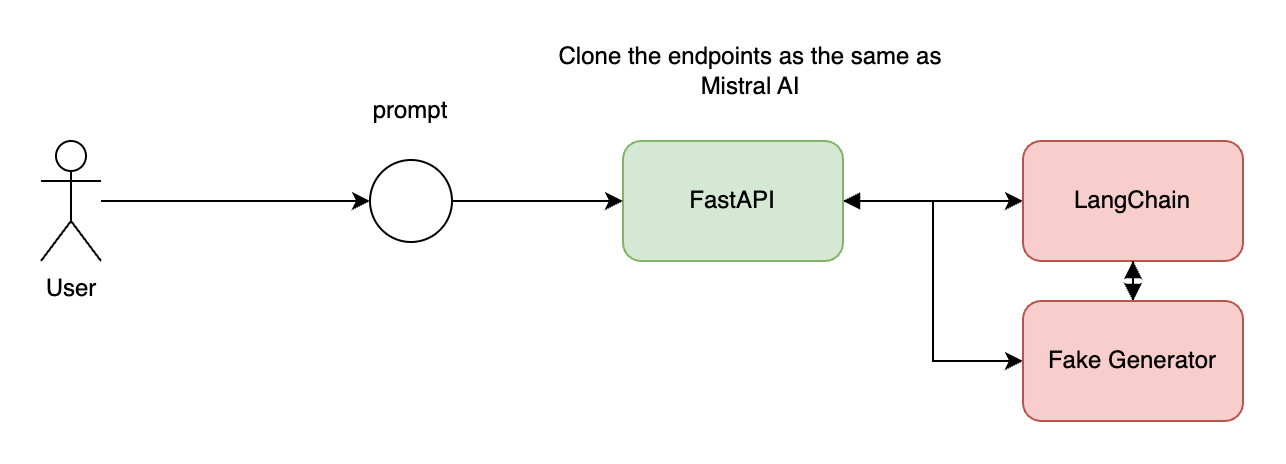 Clone the endpoints as the same as
Mistral AI
prompt
FastAPI
LangChain
User
Fake Generator